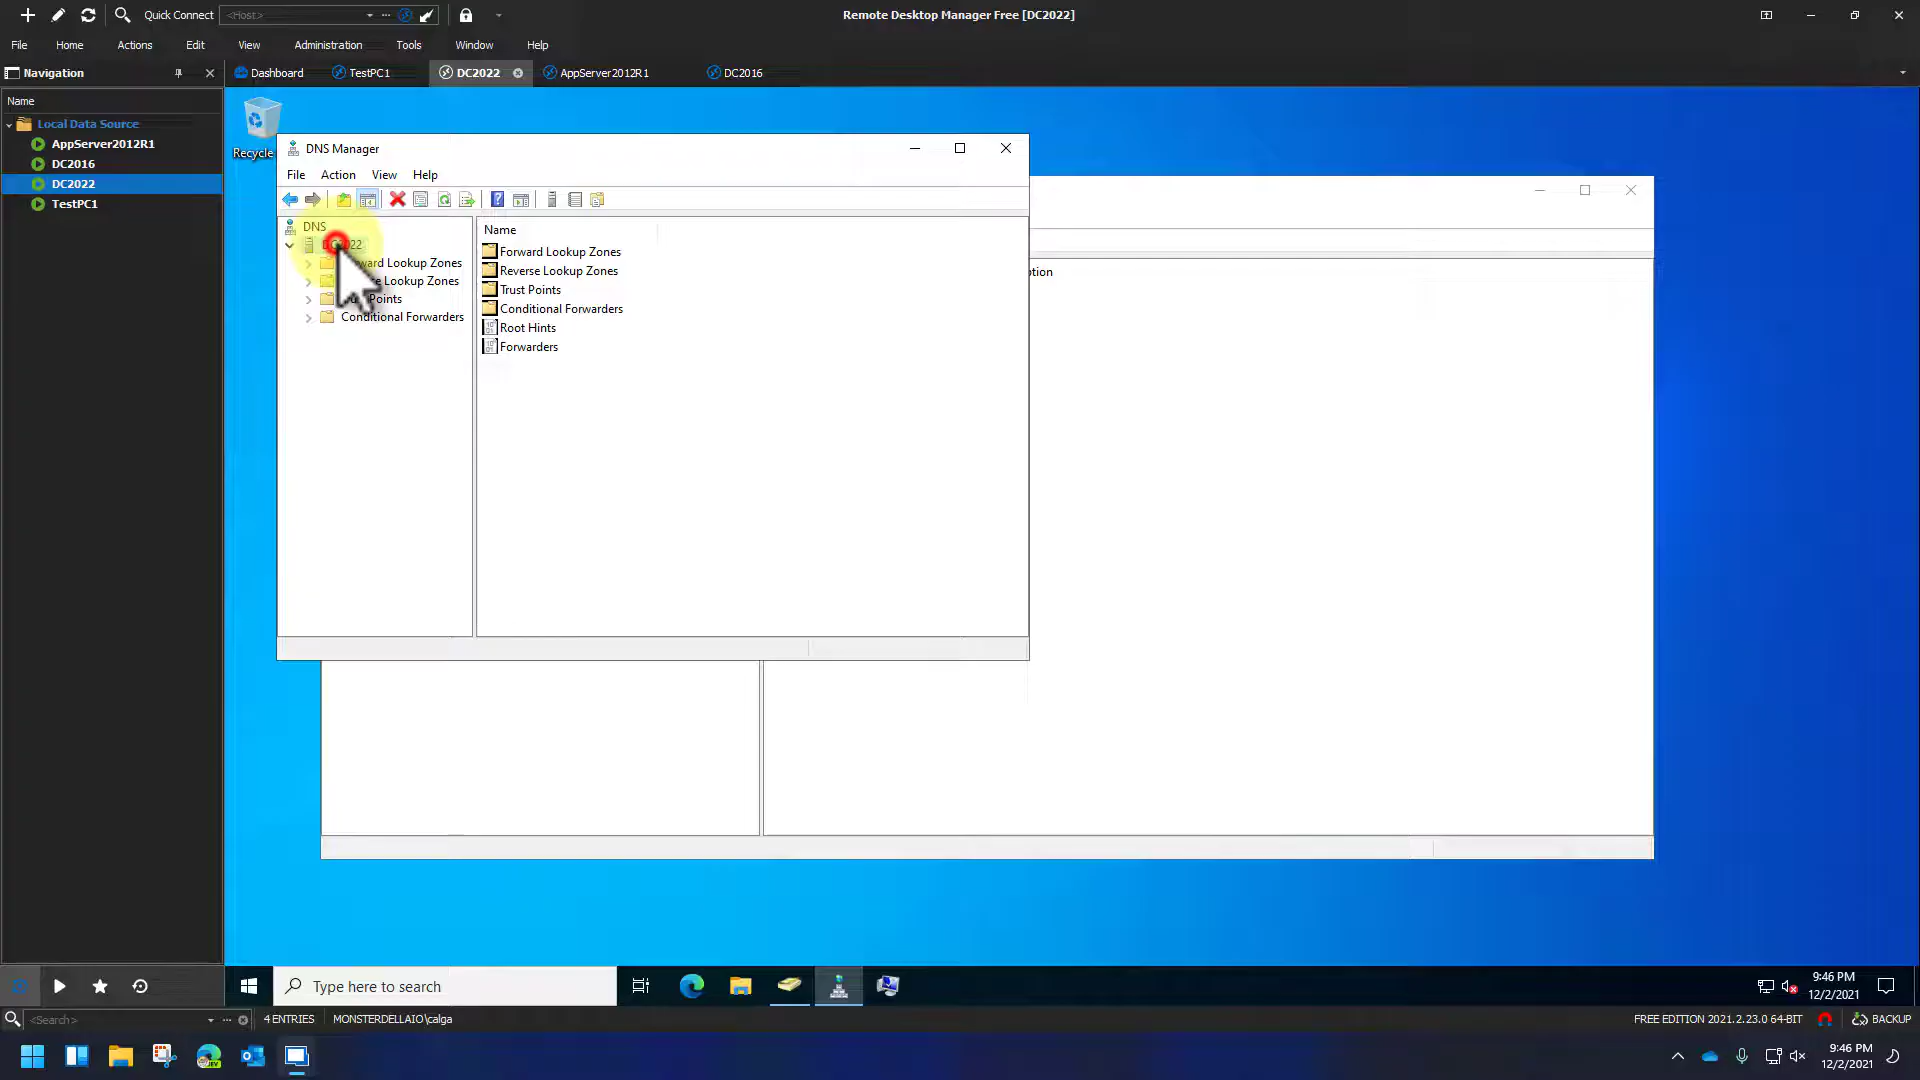 Quick Connect <Host> Remote Desktop Manager Free [DC2022]
File Home Actions Edit View Administration Tools Window Help
Navigation Dashboard TestPC1 DC2022 AppServer2012R1 DC2016
Name
Local Data Source
AppServer2012R1
DC2016
DC2022
TestPC1
Recycle
DNS Manager
File Action View Help
DNS
DC2022
Lookup Zones
Lookup Zones
Points
Conditional Forwarders
Name
Forward Lookup Zones
Reverse Lookup Zones
Trust Points
Conditional Forwarders
Root Hints
Forwarders
Type here to search
9:46 PM
12/2/2021
<Search> 4 ENTRIES MONSTERDELLAIO\calga FREE EDITION 2021.2.23.0 64-BIT BACKUP
9:46 PM
12/2/2021